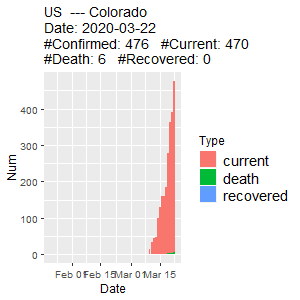 US --- Colorado
Date: 2020-03-22
#Confirmed: 476 #Current: 470
#Death: 6 #Recovered: 0
Num
400
300
200
100
0
Feb 01 Feb 15 Mar 01 Mar 15
Date
Type
current
death
recovered